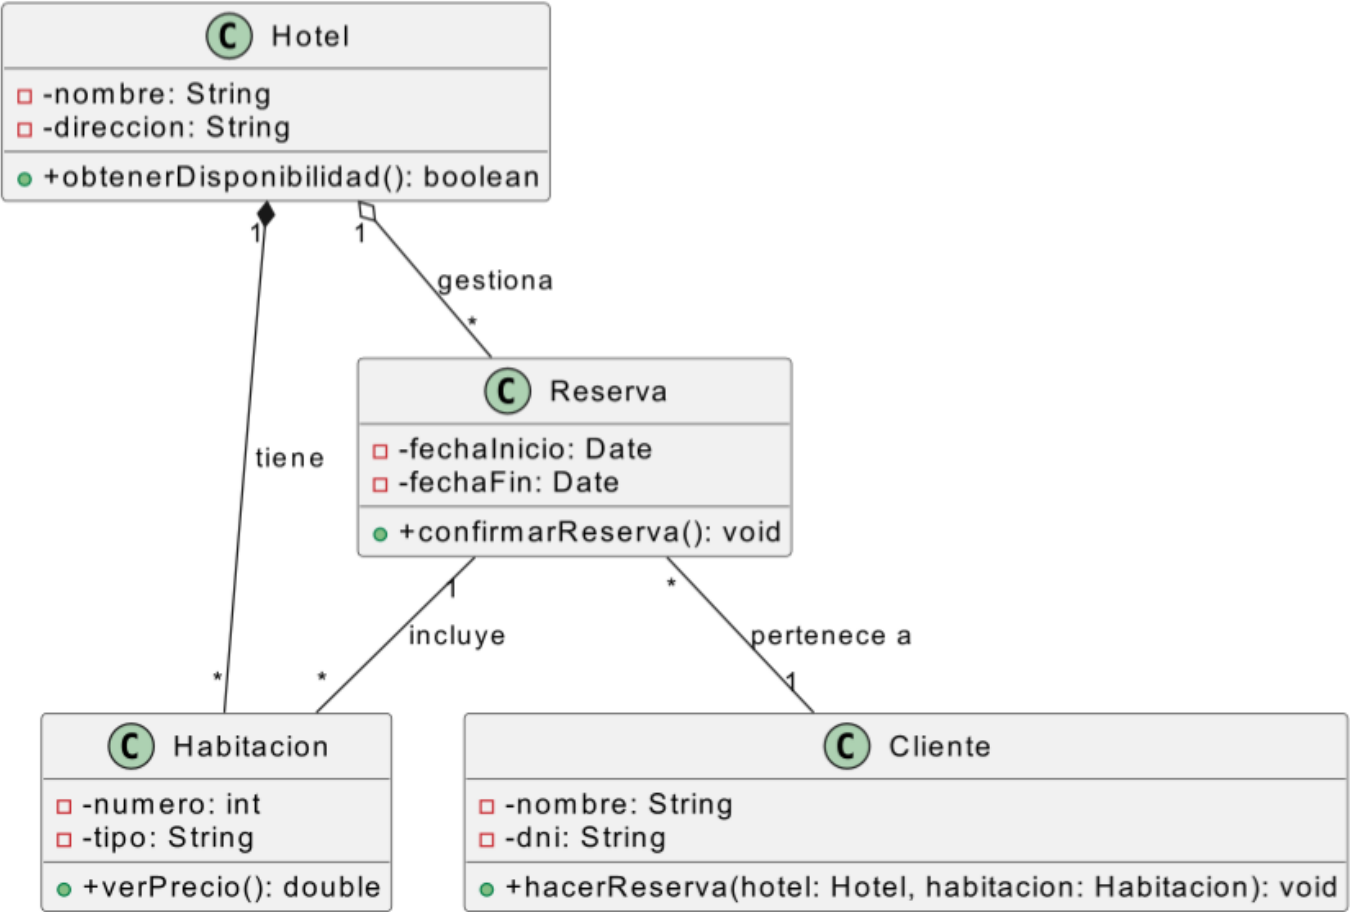 C Hotel
-nombre: String
-direccion: String
+obtenerDisponibilidad(): boolean
1
1
gestiona
*
C Reserva
-fechaInicio: Date
-fechaFin: Date
+confirmarReserva(): void
tiene
1
*
incluye
pertenece a
*
*
1
C Habitacion
-numero: int
-tipo: String
+verPrecio(): double
C Cliente
-nombre: String
-dni: String
+hacerReserva(hotel: Hotel, habitacion: Habitacion): void